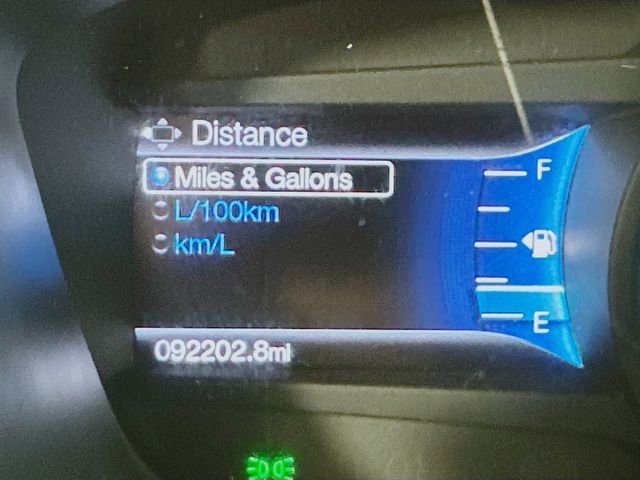 Distance
Miles & Gallons
L/100km
km/L
F
E
092202.8mi